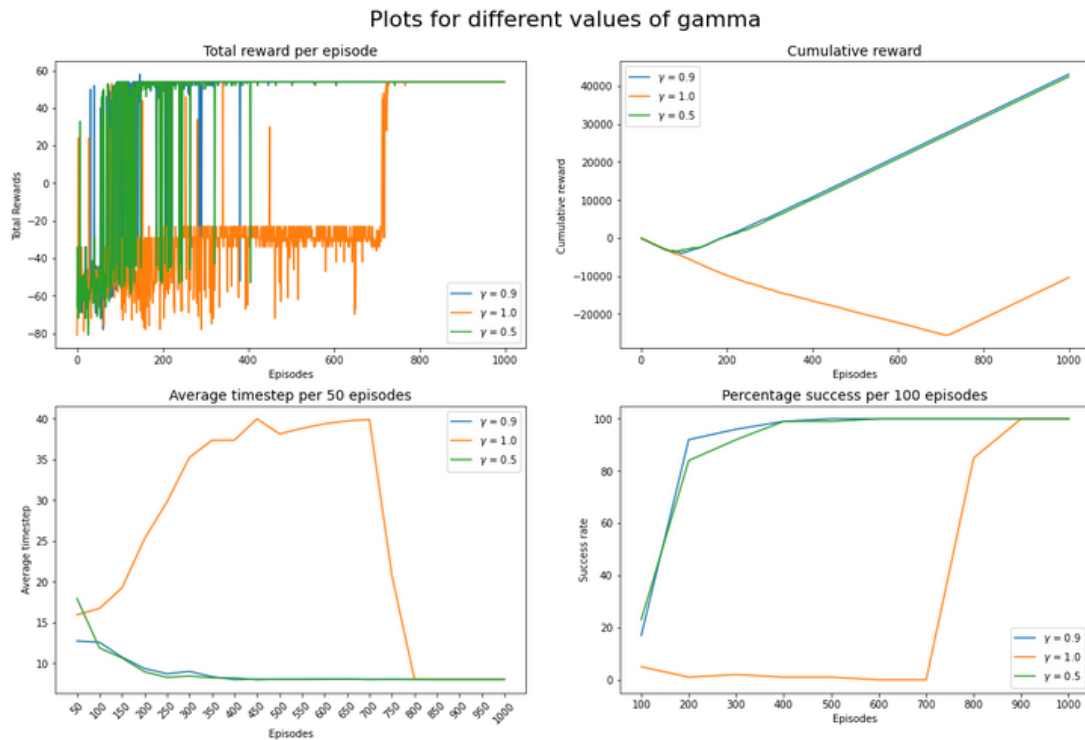 Plots for different values of gamma
Total reward per episode
60
40
20
0
−20
−40
−60
−80
Total Rewards
γ = 0.9
γ = 1.0
γ = 0.5
0 200 400 600 800 1000
Episodes
Cumulative reward
40000
30000
20000
10000
0
−10000
−20000
Cumulative reward
γ = 0.9
γ = 1.0
γ = 0.5
0 200 400 600 800 1000
Episodes
Average timestep per 50 episodes
40
35
30
25
20
15
10
Average timestep
γ = 0.9
γ = 1.0
γ = 0.5
50 100 150 200 250 300 350 400 450 500 550 600 650 700 750 800 850 900 950 1000
Episodes
Percentage success per 100 episodes
100
80
60
40
20
0
Success rate
γ = 0.9
γ = 1.0
γ = 0.5
100 200 300 400 500 600 700 800 900 1000
Episodes